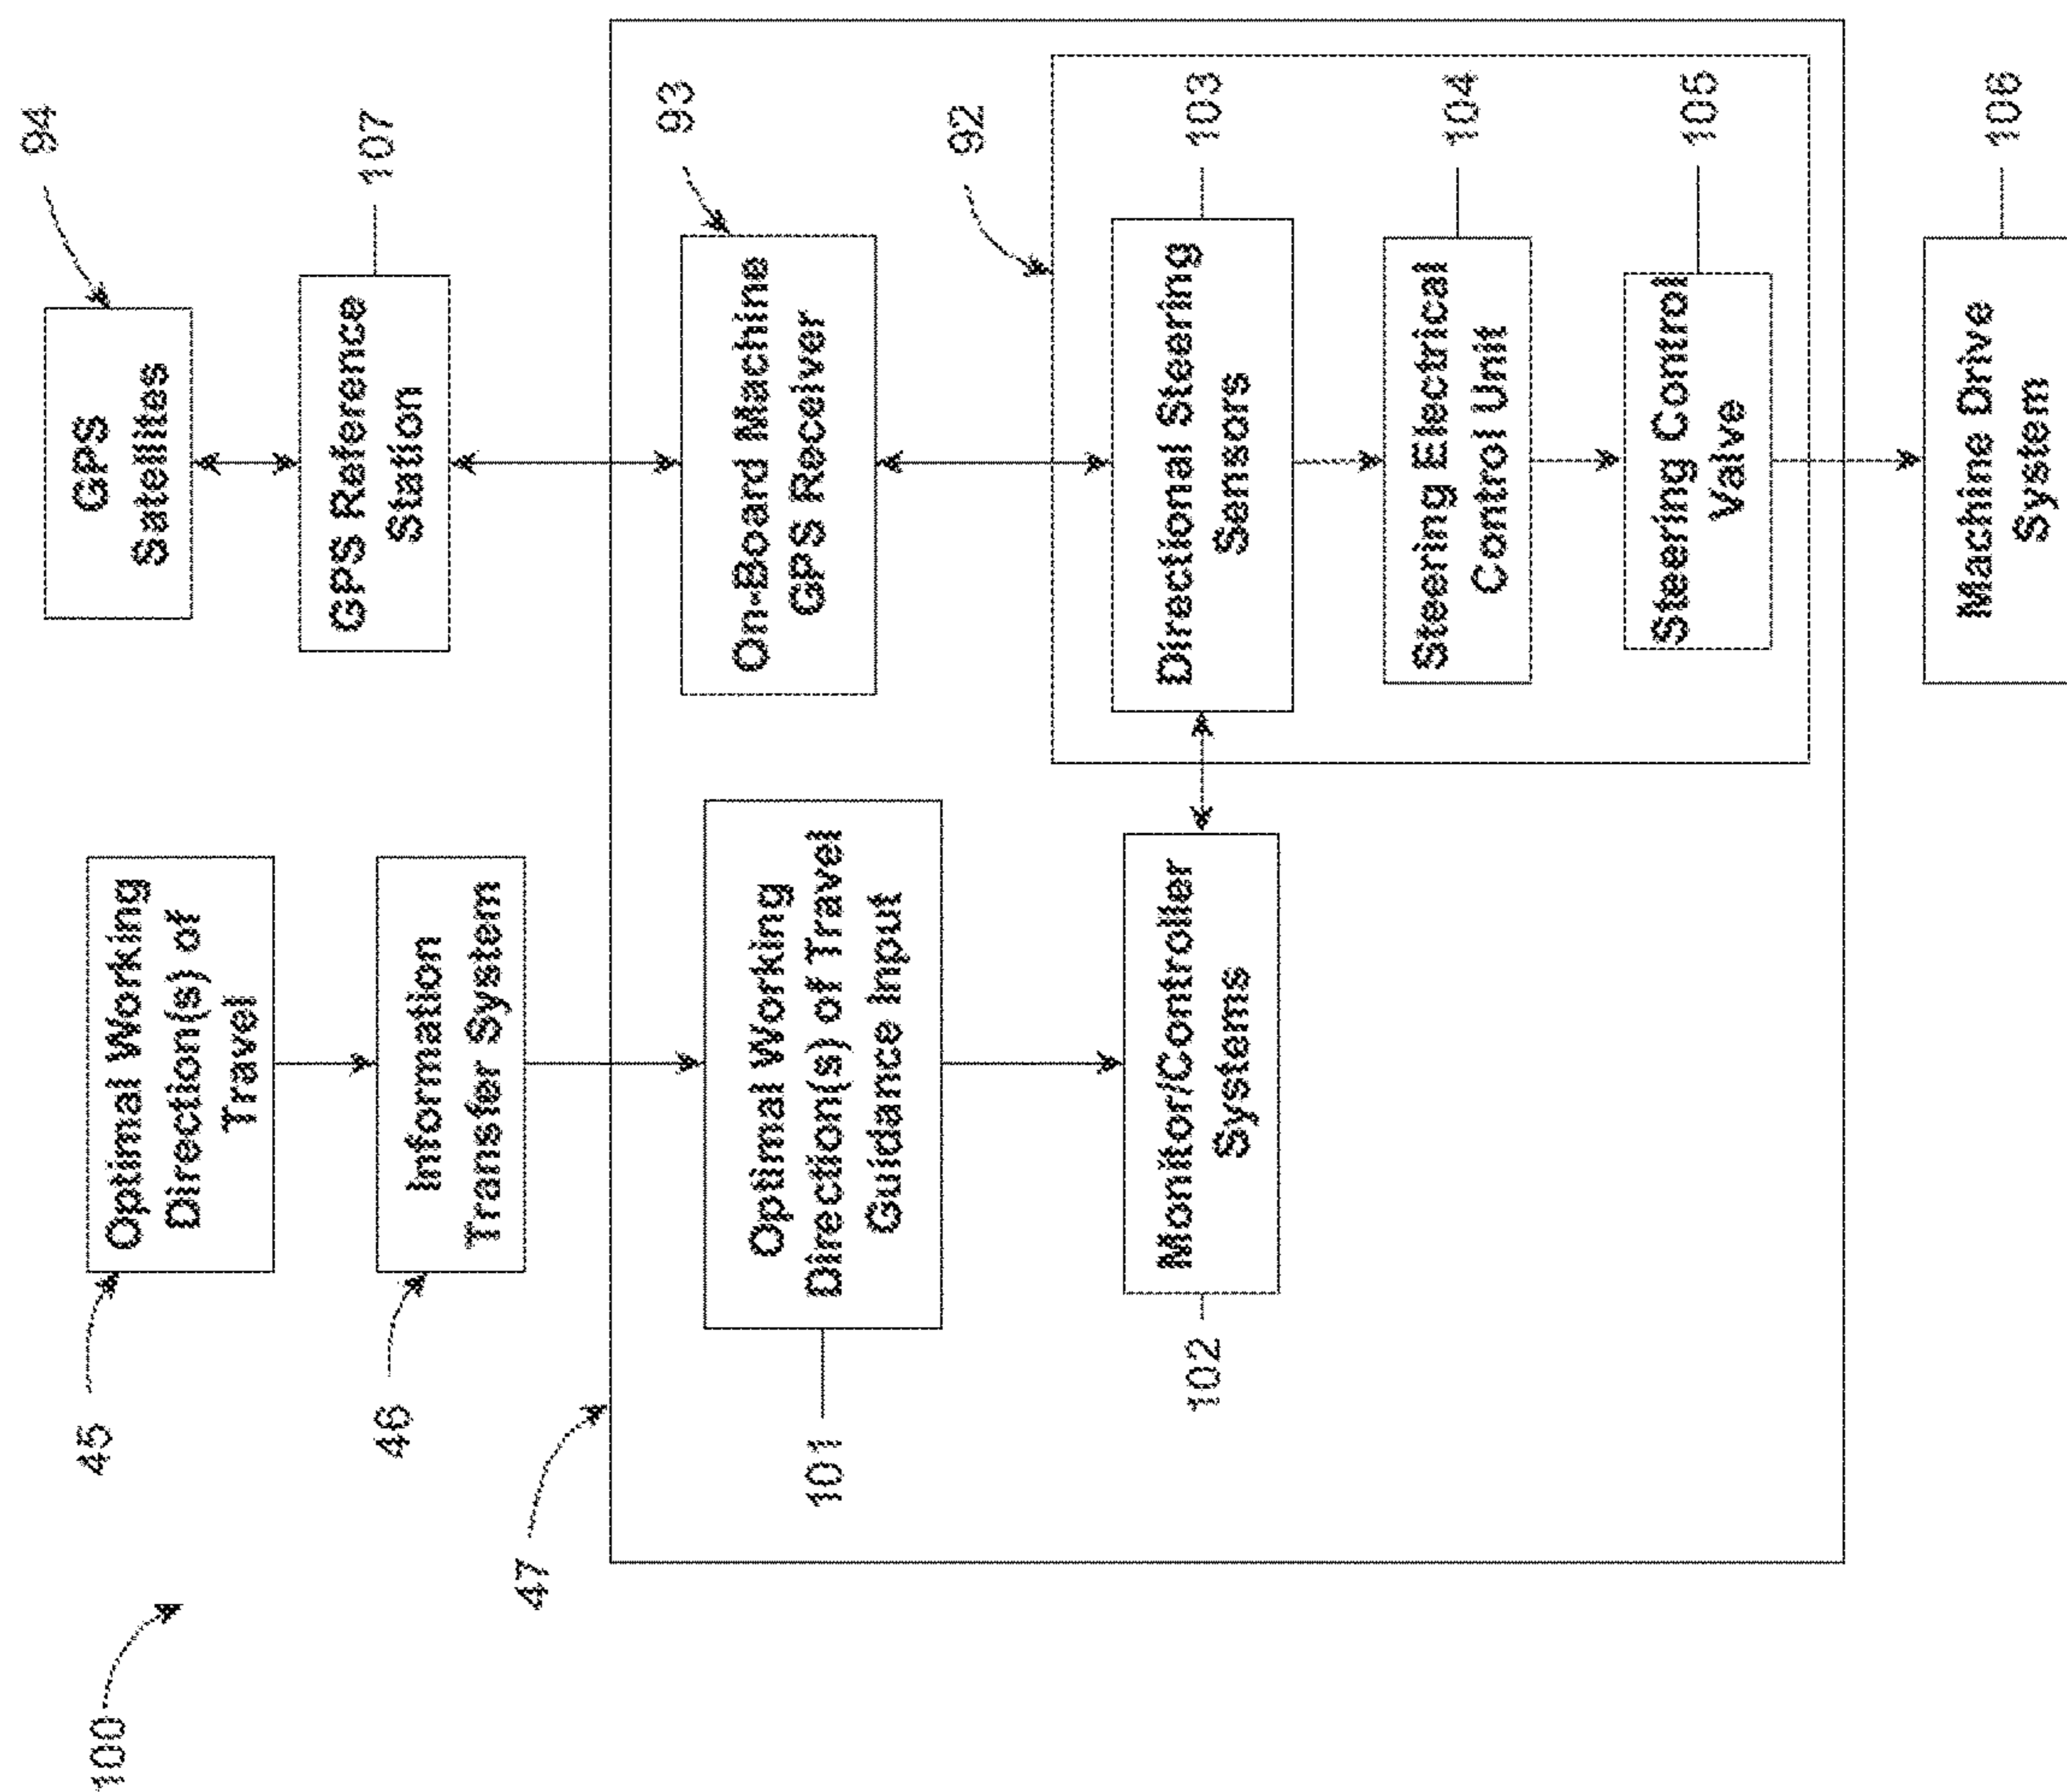 100
45
Optimal Working
Direction(s) of
Travel
GPS
Satellites
94
46
Information
Transfer System
GPS Reference
Station
107
47
101
Optimal Working
Direction(s) of Travel
Guidance Input
On-Board Machine
GPS Receiver
93
92
102
Monitor/Controller
Systems
Directional Steering
Sensors
103
Steering Electrical
Control Unit
104
Steering Control
Valve
105
Machine Drive
System
106